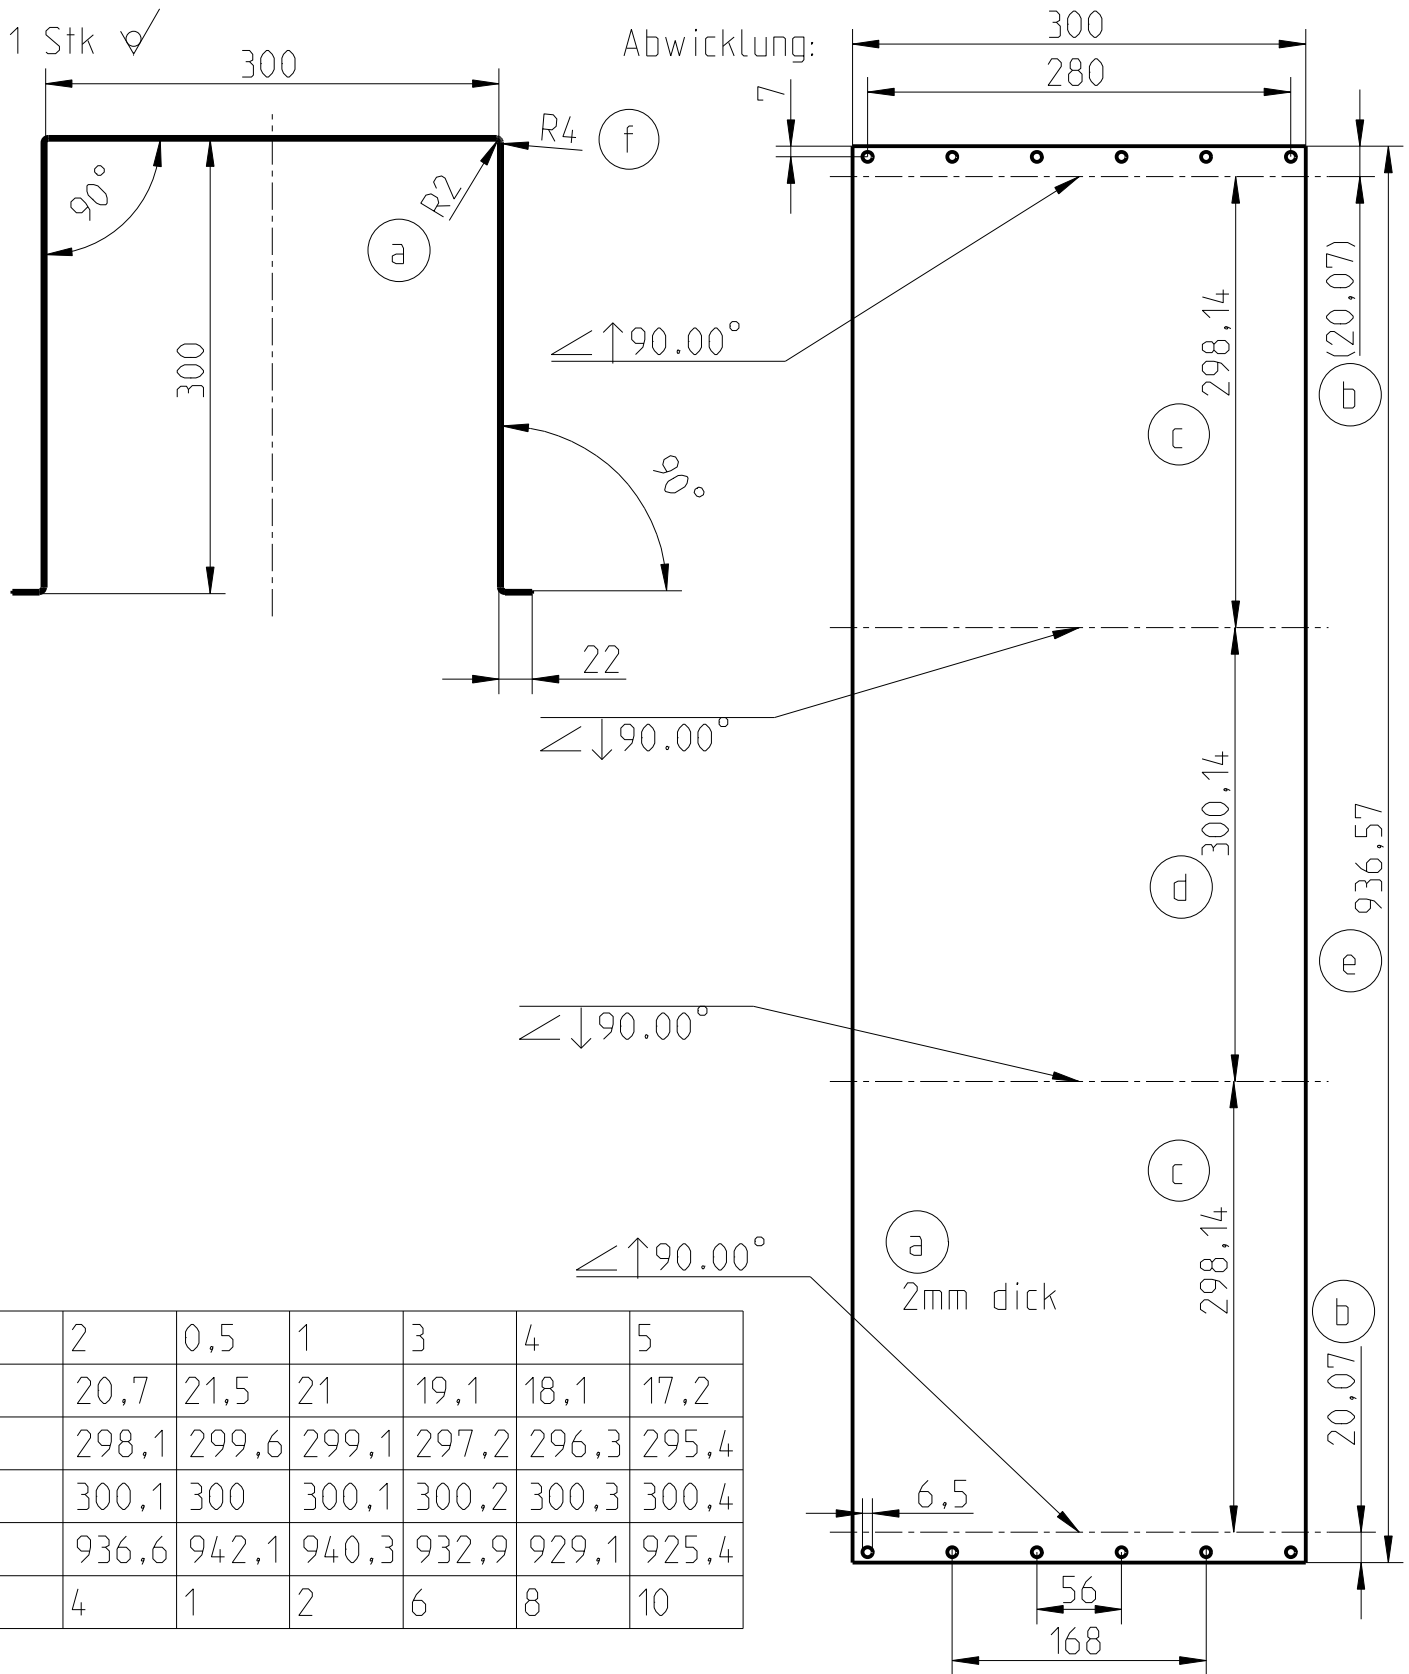 1 Stk
300
R4
f
R2
a
90°
300
90°
22
Abwicklung:
300
280
7
(20,07)
b
298,14
c
90.00°
90.00°
300,14
d
936,57
e
90.00°
c
298,14
a
2mm dick
90.00°
b
20,07
6,5
56
168
2 0,5 1 3 4 5
20,7 21,5 21 19,1 18,1 17,2
298,1 299,6 299,1 297,2 296,3 295,4
300,1 300 300,1 300,2 300,3 300,4
936,6 942,1 940,3 932,9 929,1 925,4
4 1 2 6 8 10